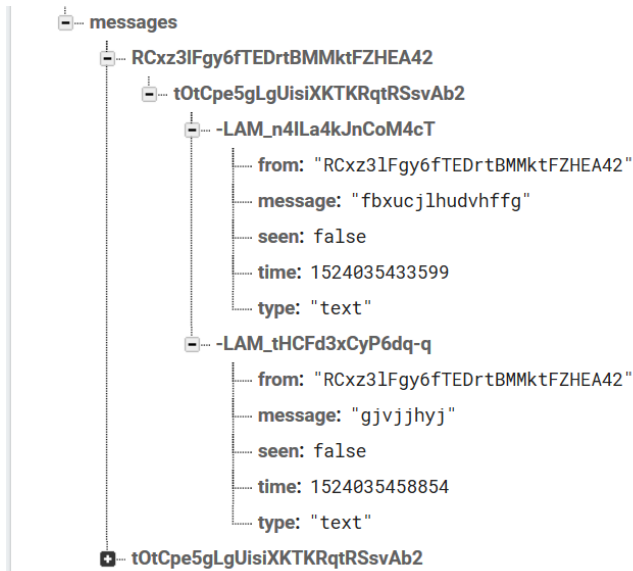 messages
RCxz3lFgy6fTEDrtBMMktFZHEA42
tOtCpe5gLgUisiXKTKRqtRSsvAb2
-LAM_n4lLa4kJnCoM4cT
from: "RCxz3lFgy6fTEDrtBMMktFZHEA42"
message: "fbxucjlhudvhffg"
seen: false
time: 1524035433599
type: "text"
-LAM_tHCFd3xCyP6dq-q
from: "RCxz3lFgy6fTEDrtBMMktFZHEA42"
message: "gjvjjhyj"
seen: false
time: 1524035458854
type: "text"
tOtCpe5gLgUisiXKTKRqtRSsvAb2